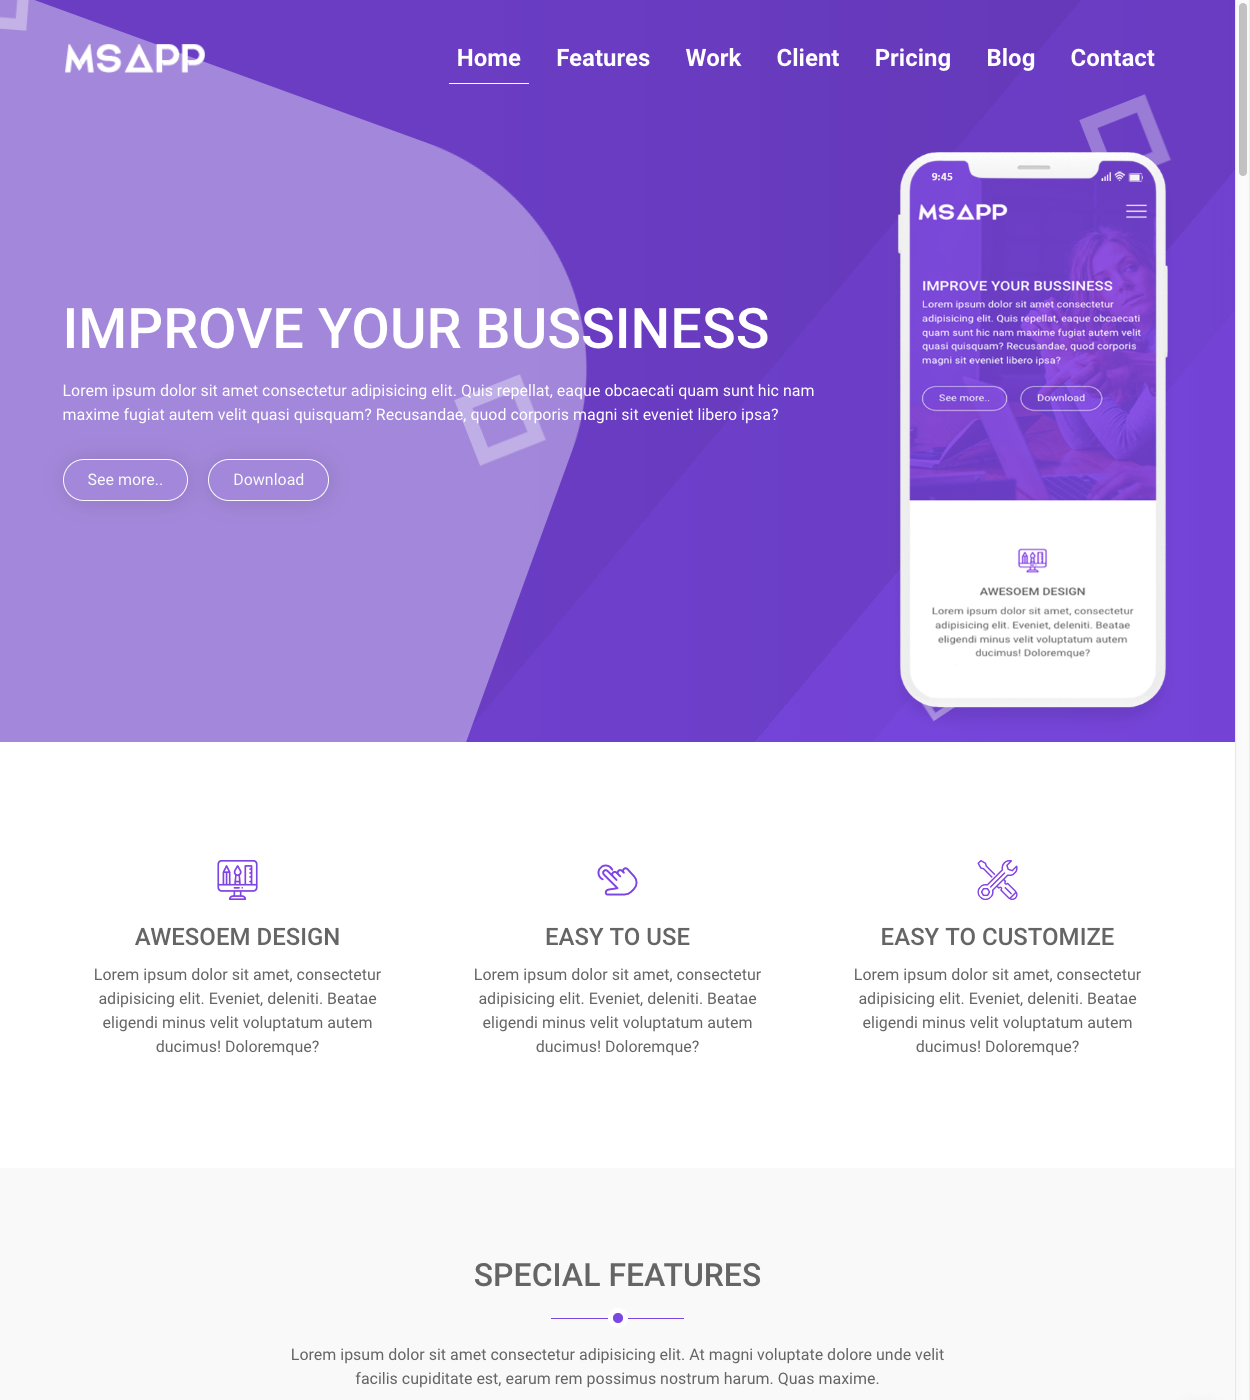 MSAPP
Home Features Work Client Pricing Blog Contact
IMPROVE YOUR BUSSINESS
Lorem ipsum dolor sit amet consectetur adipisicing elit. Quis repellat, eaque obcaecati quam sunt hic nam
maxime fugiat autem velit quasi quisquam? Recusandae, quod corporis magni sit eveniet libero ipsa?
See more.. Download
9:45
MSAPP
IMPROVE YOUR BUSSINESS
Lorem ipsum dolor sit amet consectetur
adipisicing elit. Quis repellat, eaque obcaecati
quam sunt hic nam maxime fugiat autem velit
quasi quisquam? Recusandae, quod corporis
magni sit eveniet libero ipsa?
See more.. Download
AWESOEM DESIGN
Lorem ipsum dolor sit amet, consectetur
adipisicing elit. Eveniet, deleniti. Beatae
eligendi minus velit voluptatum autem
ducimus! Doloremque?
AWESOEM DESIGN
Lorem ipsum dolor sit amet, consectetur
adipisicing elit. Eveniet, deleniti. Beatae
eligendi minus velit voluptatum autem
ducimus! Doloremque?
EASY TO USE
Lorem ipsum dolor sit amet, consectetur
adipisicing elit. Eveniet, deleniti. Beatae
eligendi minus velit voluptatum autem
ducimus! Doloremque?
EASY TO CUSTOMIZE
Lorem ipsum dolor sit amet, consectetur
adipisicing elit. Eveniet, deleniti. Beatae
eligendi minus velit voluptatum autem
ducimus! Doloremque?
SPECIAL FEATURES
Lorem ipsum dolor sit amet consectetur adipisicing elit. At magni voluptate dolore unde velit
facilis cupiditate est, earum rem possimus nostrum harum. Quas maxime.